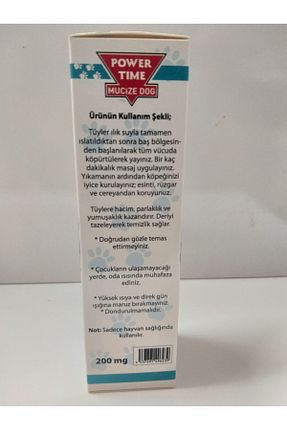 POWER
TIME
MUCİZE DOG
Ürünün Kullanım Şekli;
Tüyler ılık suyla tamamen
ıslatıldıktan sonra baş bölgesin-
den başlanılarak tüm vücuda
köpürtülerek yayınız. Bir kaç
dakikalık masaj uygulayınız.
Yıkamanın ardından köpeğinizi
iyice kurulayınız; esinti, rüzgar
ve cereyandan koruyunuz.
Tüylere hacim, parlaklık ve
yumuşaklık kazandırır. Deriyi
tazeleyerek temizlik sağlar.
* Doğrudan gözle temas
ettirmeyiniz.
* Çocukların ulaşamayacağı
yerde, oda ısısında muhafaza
ediniz.
* Yüksek ısıya ve direk gün
ışığına maruz bırakmayınız.
* Dondurulmamalıdır.
Not: Sadece hayvan sağlığında
kullanılır.
200 mg